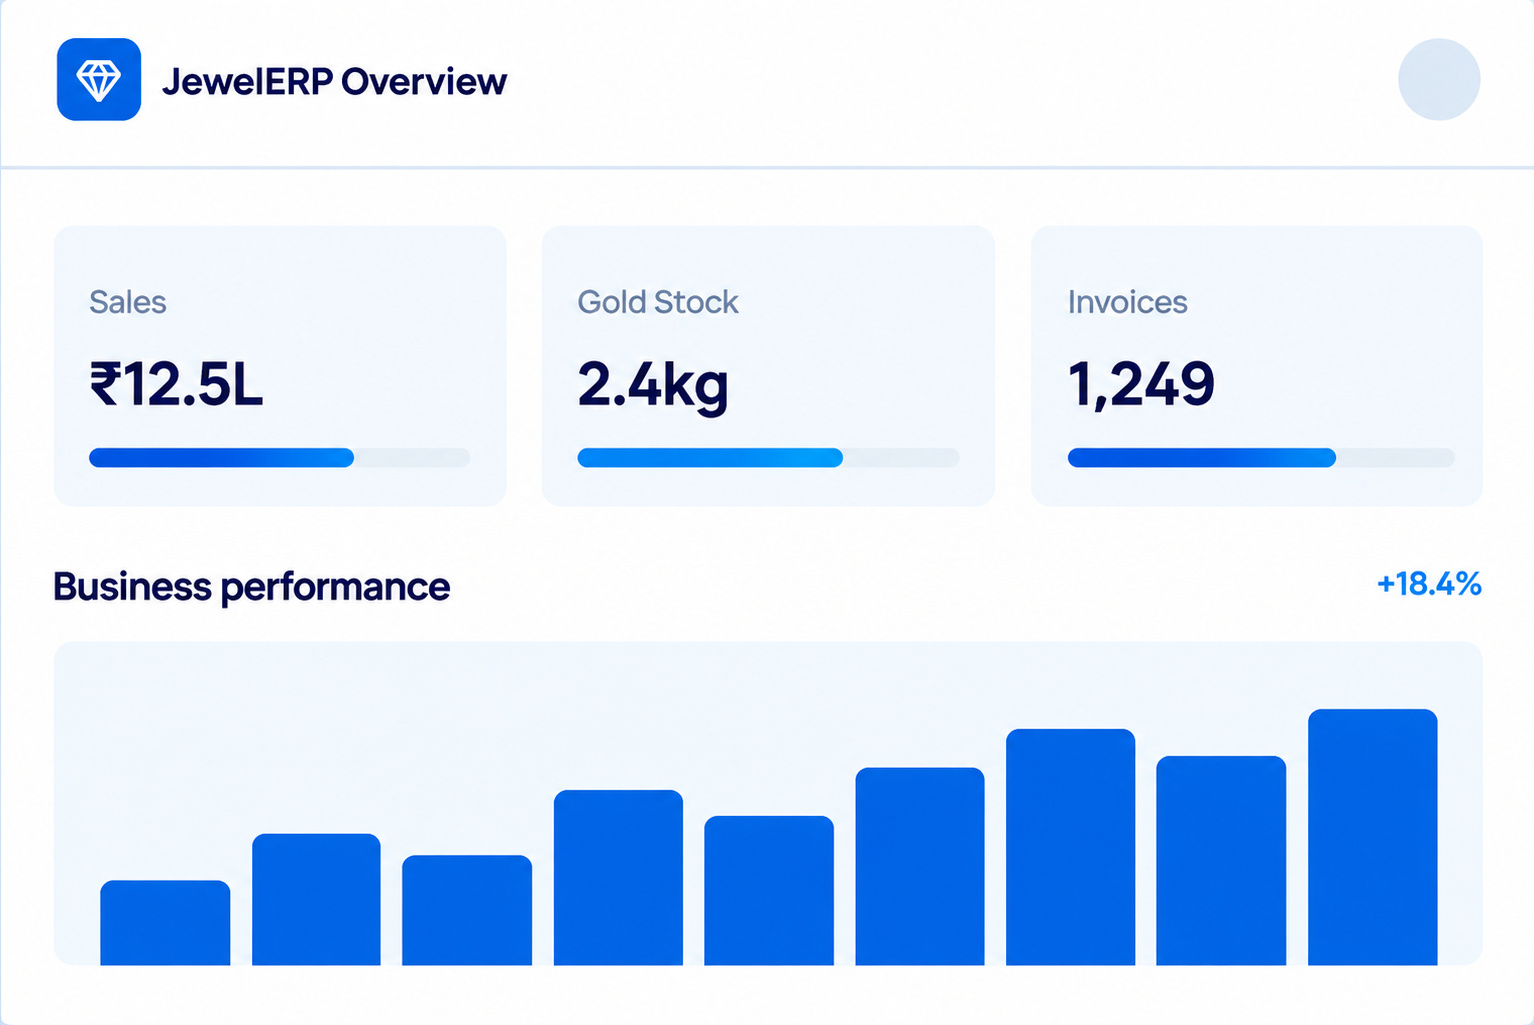 JewelERP Overview
Sales
₹12.5L
Gold Stock
2.4kg
Invoices
1,249
Business performance
+18.4%